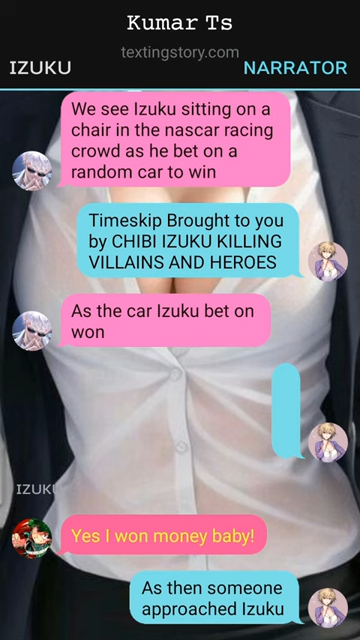 Kumar Ts
textingstory.com
IZUKU
NARRATOR
We see Izuku sitting on a
chair in the nascar racing
crowd as he bet on a
random car to win
Timeskip Brought to you
by CHIBI IZUKU KILLING
VILLAINS AND HEROES
As the car Izuku bet on
won
IZUKU
Yes I won money baby!
As then someone
approached Izuku